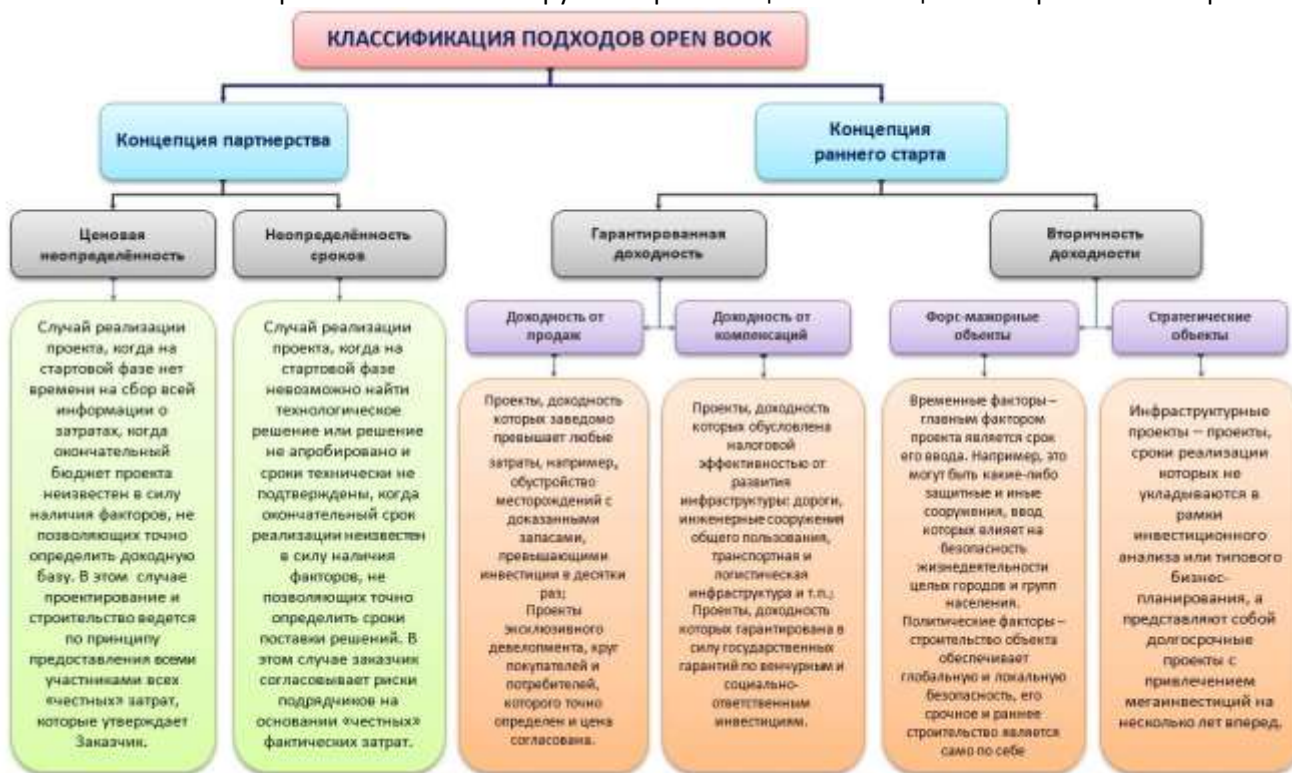 КЛАССИФИКАЦИЯ ПОДХОДОВ OPEN BOOK
Концепция партнерства
Концепция
раннего старта
Ценовая
неопределённость
Неопределённость
сроков
Гарантированная
доходность
Вторичность
доходности
Доходность от
продаж
Доходность от
компенсаций
Форс-мажорные
объекты
Стратегические
объекты
Случай реализации
проекта, когда на
стартовой фазе нет
времени на сбор всей
информации о
затратах, когда
окончательный
бюджет проекта
неизвестен в силу
наличия факторов, не
позволяющих точно
определить доходную
базу. В этом случае
проектирование и
строительство ведется
по принципу
предоставления всеми
участниками всех
«честных» затрат,
которые утверждает
Заказчик.
Случай реализации
проекта, когда на
стартовой фазе
невозможно найти
технологическое
решение или решение
не апробировано и
сроки технически не
подтверждены, когда
окончательный срок
реализации неизвестен
в силу наличия
факторов, не
позволяющих точно
определить сроки
поставки решений. В
этом случае заказчик
согласовывает риски
подрядчиков на
основании «честных»
фактических затрат.
Проекты, доходность
которых заведомо
превышает любые
затраты, например,
обустройство
месторождений с
доказанными
запасами,
превышающими
инвестиции в десятки
раз;
Проекты
эксклюзивного
девелопмента, круг
покупателей и
потребителей,
которого точно
определен и цена
согласована.
Проекты, доходность
которых обусловлена
налоговой
эффективностью от
развития
инфраструктуры: дороги,
инженерные сооружения
общего пользования,
транспортная и
логистическая
инфраструктура и т.п.;
Проекты, доходность
которых гарантирована в
силу государственных
гарантий по венчурным и
социально-
ответственным
инвестициям.
Временные факторы –
главным фактором
проекта является срок
его ввода. Например, это
могут быть какие-либо
защитные и иные
сооружения, ввод
которых влияет на
безопасность
жизнедеятельности
целых городов и групп
населения.
Политические факторы –
строительство объекта
обеспечивает
глобальную и локальную
безопасность, его
срочное и раннее
строительство является
само по себе
Инфраструктурные
проекты – проекты,
сроки реализации
которых не
укладываются в
рамки
инвестиционного
анализа или типового
бизнес-
планирования, а
представляют собой
долгосрочные
проекты с
привлечением
мегаинвестиций на
несколько лет вперед.